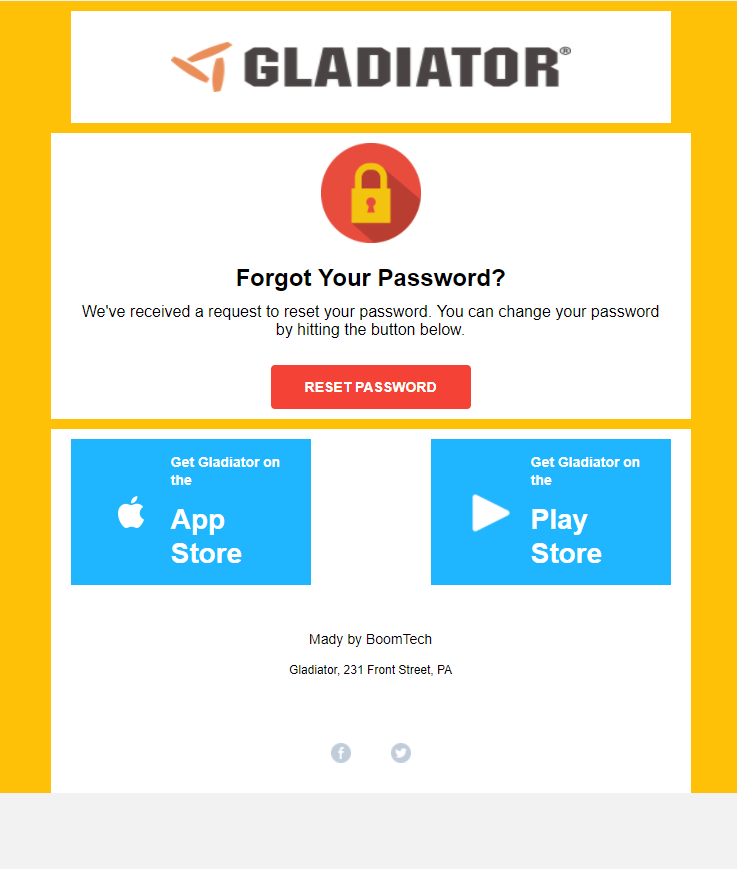 GLADIATOR®
Forgot Your Password?
We've received a request to reset your password. You can change your password
by hitting the button below.
RESET PASSWORD
Get Gladiator on
the
App
Store
Get Gladiator on
the
Play
Store
Mady by BoomTech
Gladiator, 231 Front Street, PA